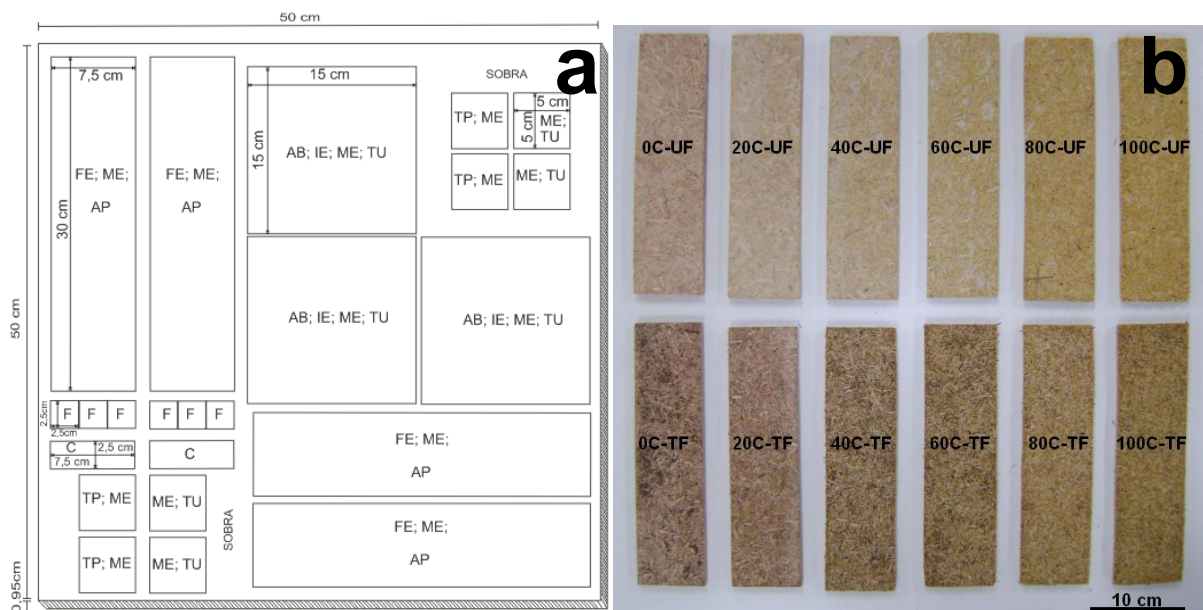 50 cm
a
7,5 cm
FE; ME;
AP
30 cm
FE; ME;
AP
15 cm
15 cm
AB; IE; ME; TU
SOBRA
TP; ME
5 cm
5 cm
ME;
TU
TP; ME
ME; TU
50 cm
AB; IE; ME; TU
AB; IE; ME; TU
2,5cm
F F F
F F F
2,5cm
C
2,5 cm
7,5 cm
C
FE; ME;
AP
TP; ME
ME; TU
SOBRA
TP; ME
ME; TU
FE; ME;
AP
0,95cm
b
0C-UF 20C-UF 40C-UF 60C-UF 80C-UF 100C-UF
0C-TF 20C-TF 40C-TF 60C-TF 80C-TF 100C-TF
10 cm